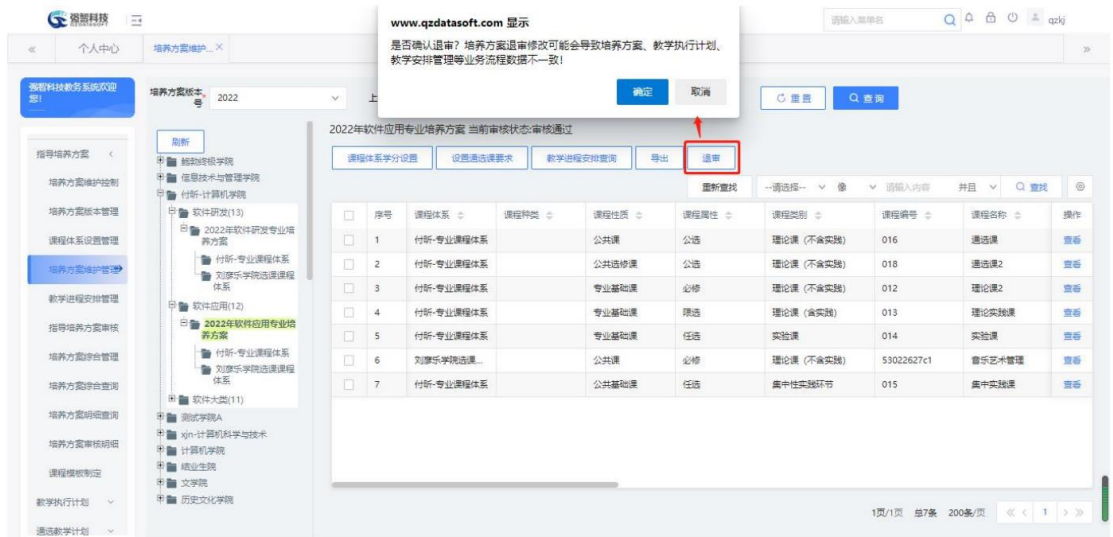 强智科技
QZDATASOFT
www.qzdatasoft.com 显示
是否确认退审？培养方案退审修改可能会导致培养方案、教学执行计划、
教学安排管理等业务流程数据不一致！
确定 取消
请输入菜单名 qzkj
个人中心 培养方案维护... ×
强智科技教务系统欢迎
您!
培养方案版本号 2022 上 重置 查询
刷新
2022年软件应用专业培养方案 当前审核状态:审核通过
课程体系学分设置 设置通选课要求 教学进程安排查询 导出 退审
重新查找 --请选择-- 像 请输入内容 并且 查找
指导培养方案
培养方案维护控制
培养方案版本管理
课程体系设置管理
培养方案维护管理
教学进程安排管理
指导培养方案审核
培养方案综合管理
培养方案综合查询
培养方案明细查询
培养方案审核明细
课程模板制定
教学执行计划
通选教学计划
信息技术与管理学院
付昕-计算机学院
软件研发(13)
2022年软件研发专业培
养方案
付昕-专业课程体系
刘彦乐学院选课课程
体系
软件应用(12)
2022年软件应用专业培
养方案
付昕-专业课程体系
刘彦乐学院选课课程
体系
软件大类(11)
测试学院A
xjn-计算机科学与技术
计算机学院
结业生院
文学院
历史文化学院
序号 课程体系 课程种类 课程性质 课程属性 课程类别 课程编号 课程名称 操作
1 付昕-专业课程体系 公共课 公选 理论课（不含实践） 016 通选课 查看
2 付昕-专业课程体系 公共选修课 公选 理论课（不含实践） 018 通选课2 查看
3 付昕-专业课程体系 专业基础课 必修 理论课（不含实践） 012 理论课2 查看
4 付昕-专业课程体系 专业基础课 限选 理论课（含实践） 013 理论实践课 查看
5 付昕-专业课程体系 专业基础课 任选 实验课 014 实验课 查看
6 刘彦乐学院选课... 公共课 必修 理论课（不含实践） 53022627c1 音乐艺术管理 查看
7 付昕-专业课程体系 公共基础课 任选 集中性实践环节 015 集中实践课 查看
1页/1页 总7条 200条/页 1